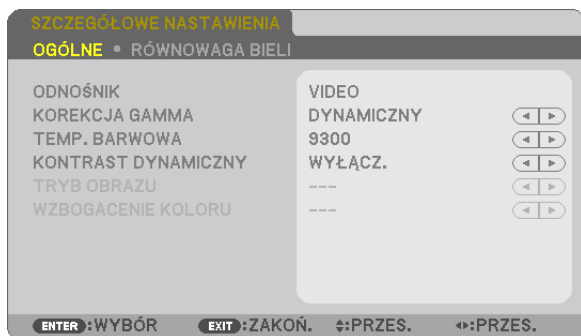 SZCZEGÓŁOWE NASTAWIENIA
OGÓLNE • RÓWNOWAGA BIELI
ODNOŚNIK VIDEO
KOREKCJA GAMMA DYNAMICZNY
TEMP. BARWOWA 9300
KONTRAST DYNAMICZNY WYŁĄCZ.
TRYB OBRAZU ---
WZBOGACENIE KOLORU ---
ENTER :WYBÓR EXIT :ZAKOŃ. :PRZES. :PRZES.